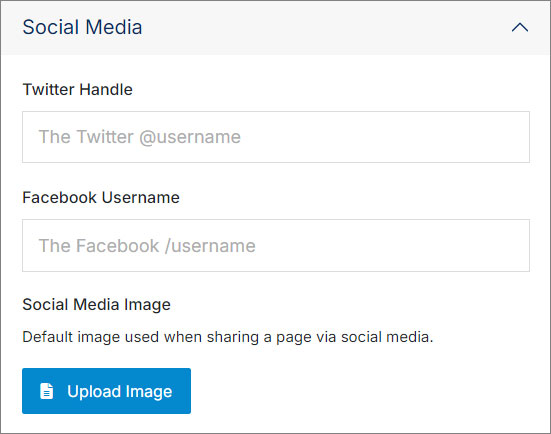 Social Media
Twitter Handle
The Twitter @username
Facebook Username
The Facebook /username
Social Media Image
Default image used when sharing a page via social media.
Upload Image